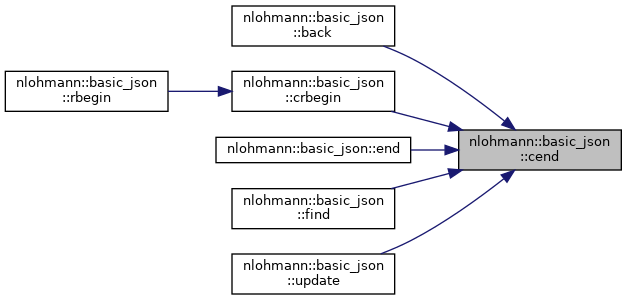 nlohmann::basic_json
::back
nlohmann::basic_json
::rbegin
nlohmann::basic_json
::crbegin
nlohmann::basic_json::end
nlohmann::basic_json
::cend
nlohmann::basic_json
::find
nlohmann::basic_json
::update